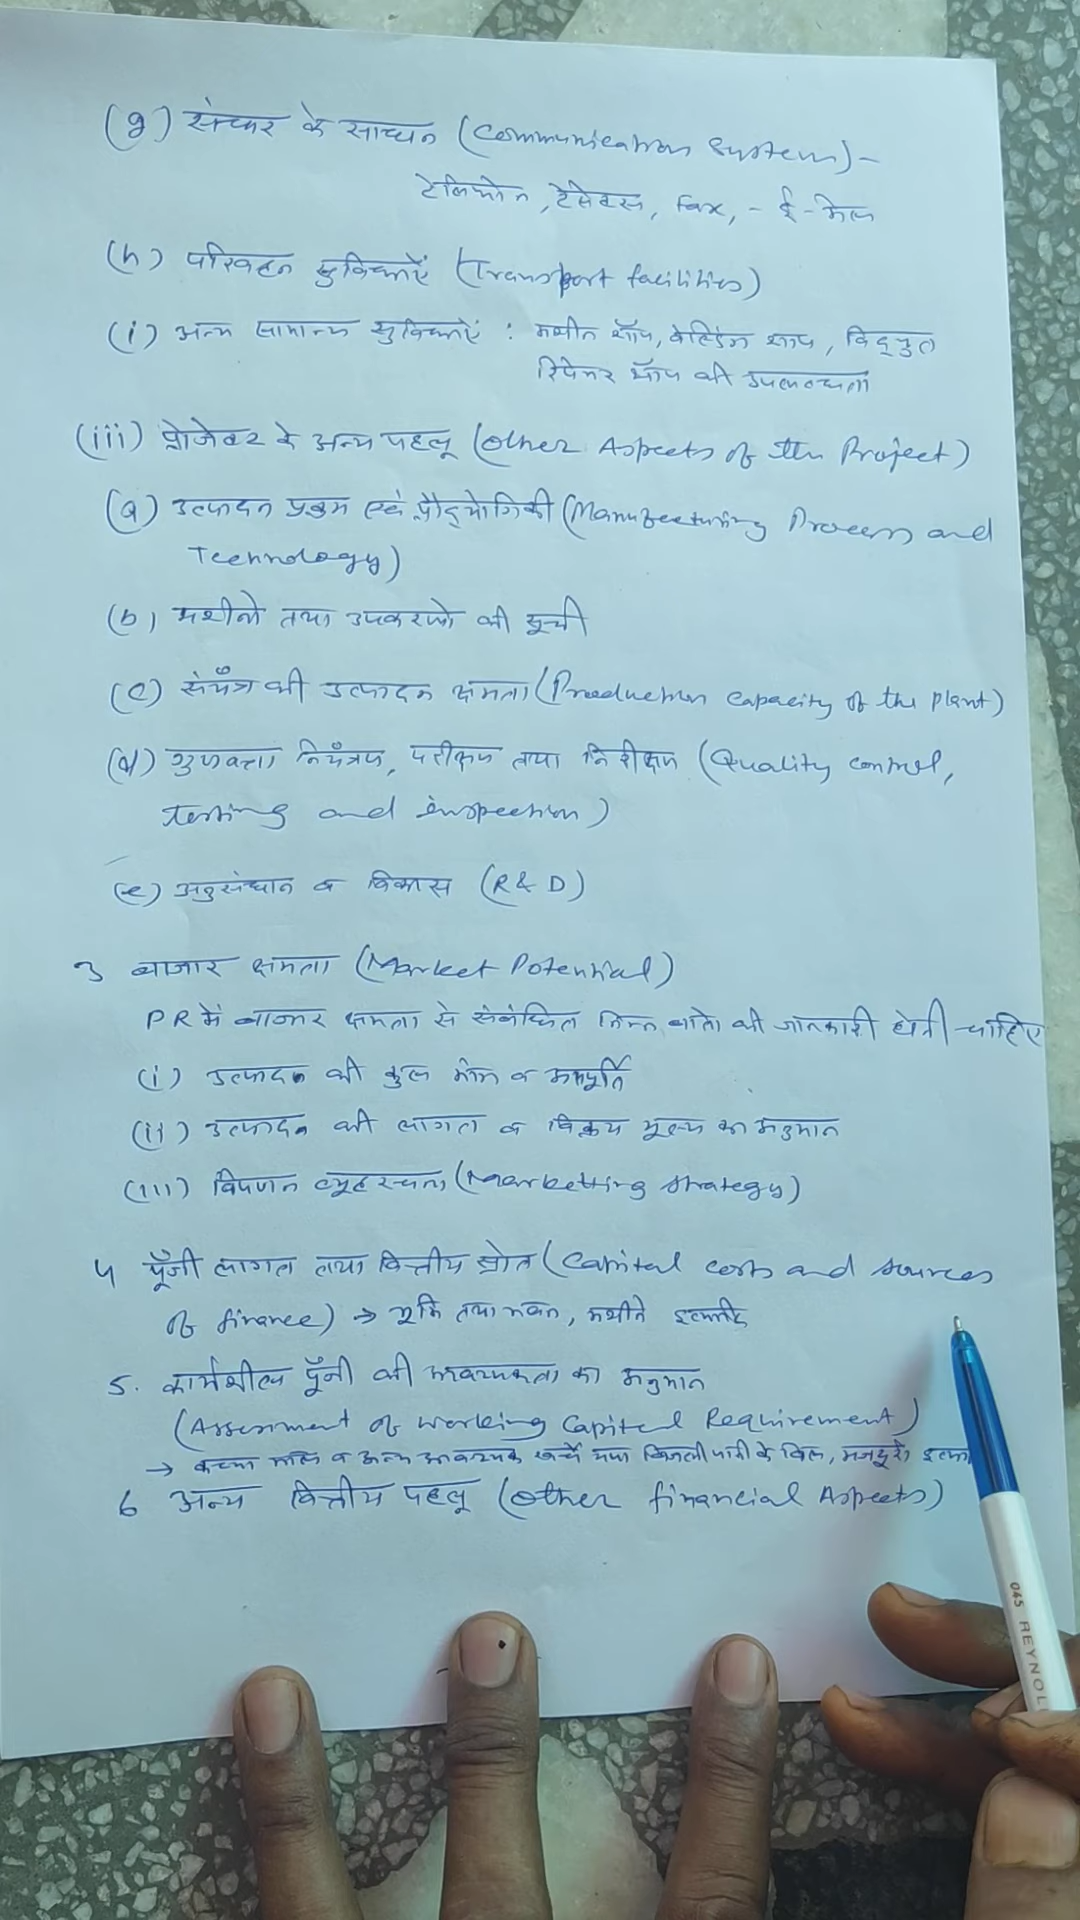 (g) संचार के साधन (Communication System) -
टेलिफोन, टेलेक्स, Fax, - ई-मेल
(h) परिवहन सुविधाएं (Transport facilities)
(i) अन्य सामान्य सुविधाएं : मशीन शॉप, वेल्डिंग शाप, विद्युत
रिपेयर शॉप की उपलब्धता
(iii) प्रोजेक्ट के अन्य पहलू (Other Aspects of the Project)
(a) उत्पादन प्रक्रम एवं प्रौद्योगिकी (Manufacturing Process and
Technology)
(b) मशीनो तथा उपकरणो की सूची
(c) संयँत्र की उत्पादन क्षमता (Production Capacity of the Plant)
(d) गुणवत्ता नियँत्रण, परीक्षण तथा निरीक्षण (Quality control,
Testing and inspection)
(e) अनुसंधान व विकास (R & D)
3 बाजार क्षमता (Market Potential)
PR में बाजार क्षमता से संबंधित निम्न बातो की जानकारी होनी चाहिए
(i) उत्पादन की कुल माँग व आपूर्ति
(ii) उत्पादन की लागत व विक्रय मूल्य का अनुमान
(iii) विपणन व्यूह रचना (Marketting strategy)
4 पूँजी लागत तथा वित्तीय स्रोत (Capital costs and sources
of finance) → भूमि तथा भवन, मशीने इत्यादि
5. कार्यशील पूँजी की आवश्यकता का अनुमान
(Assessment of Working Capital Requirement)
→ कच्चा माल व अन्य आवश्यक खर्चे यथा बिजली पानी के बिल, मजदूरी
6 अन्य वित्तीय पहलू (Other financial Aspects)
045 REYNOL